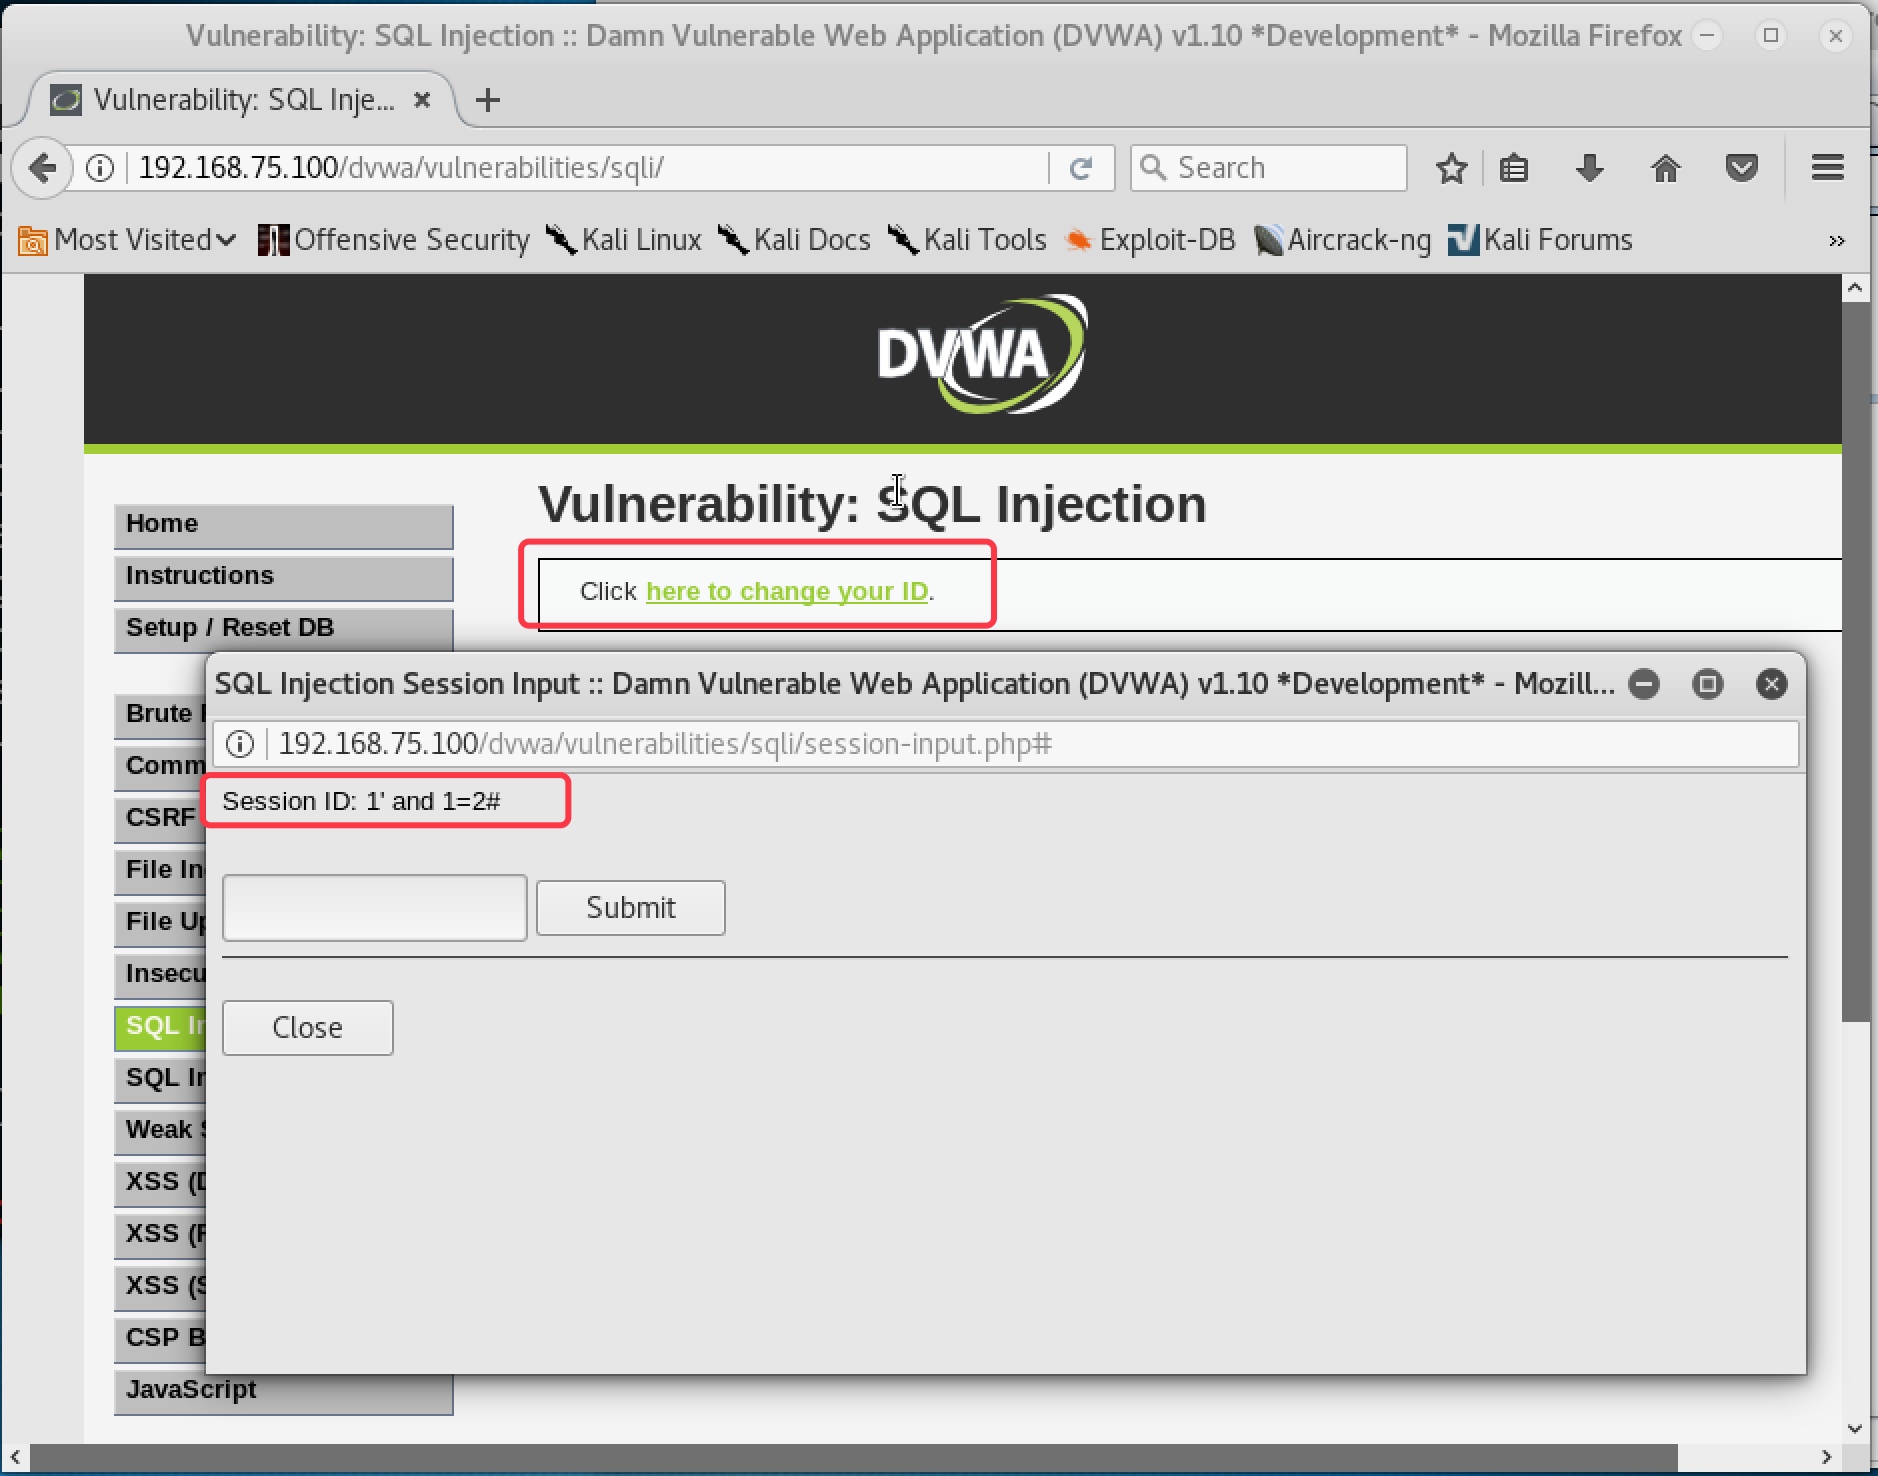 Vulnerability: SQL Injection :: Damn Vulnerable Web Application (DVWA) v1.10 *Development* - Mozilla Firefox
Vulnerability: SQL Inje...
192.168.75.100/dvwa/vulnerabilities/sqli/
Search
Most Visited
Offensive Security
Kali Linux
Kali Docs
Kali Tools
Exploit-DB
Aircrack-ng
Kali Forums
DVWA
Vulnerability: SQL Injection
Click here to change your ID.
Home
Instructions
Setup / Reset DB
Brute
Comm
CSRF
File In
File Up
Insecu
SQL In
SQL In
Weak
XSS (D
XSS (R
XSS (S
CSP B
JavaScript
SQL Injection Session Input :: Damn Vulnerable Web Application (DVWA) v1.10 *Development* - Mozill...
192.168.75.100/dvwa/vulnerabilities/sqli/session-input.php#
Session ID: 1' and 1=2#
Submit
Close